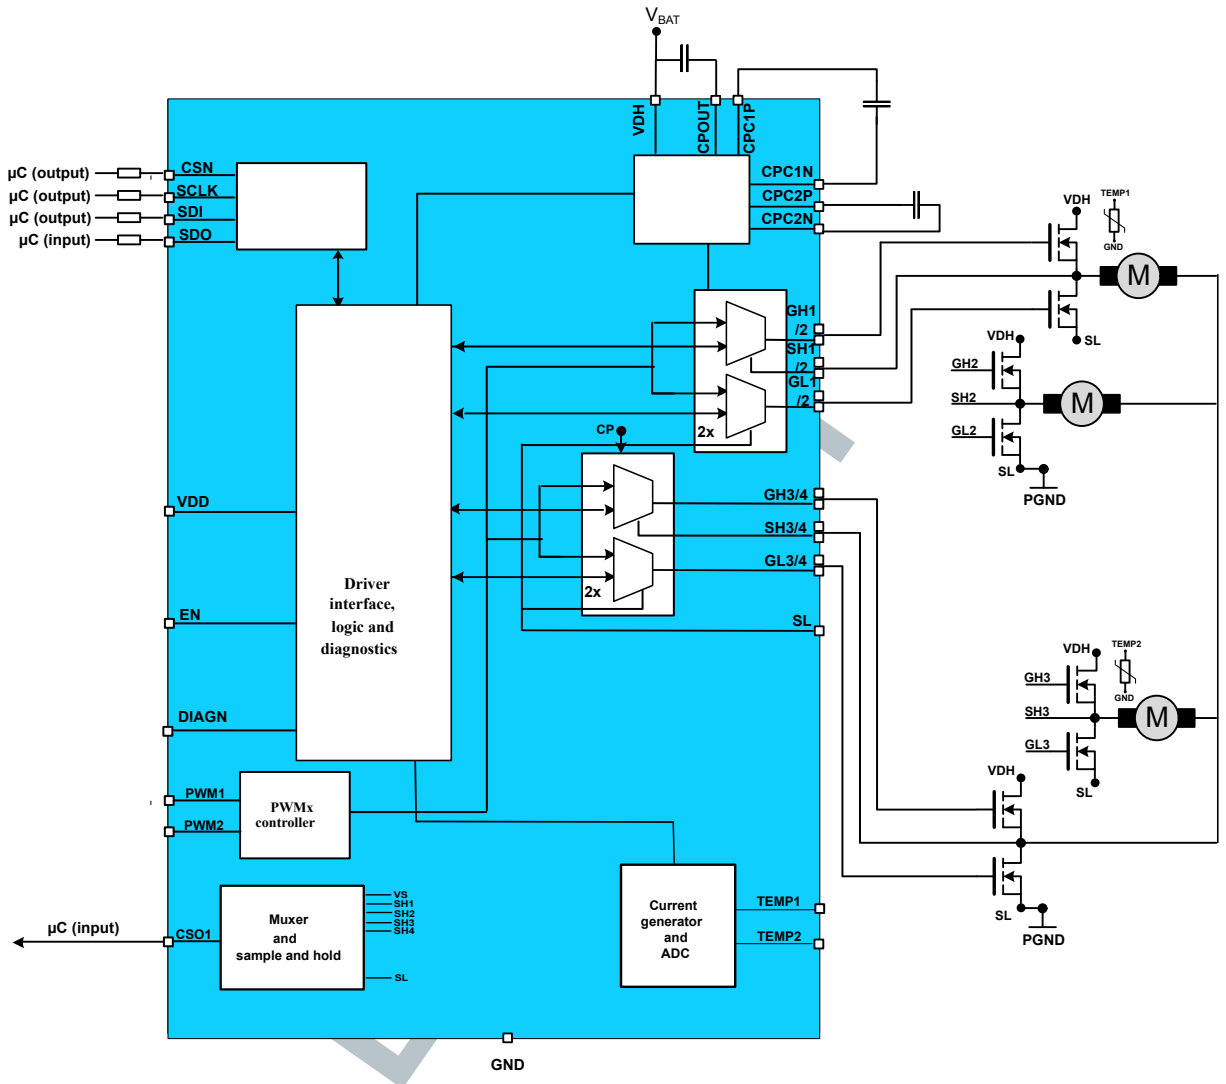 VBAT
VDH
CPOUT
CPC1P
µC (output)
CSN
µC (output)
SCLK
µC (output)
SDI
µC (input)
SDO
CPC1N
CPC2P
CPC2N
VDH
TEMP1
GND
M
SL
GH1
/2
SH1
/2
GL1
/2
2x
VDH
GH2
SH2
M
GL2
SL
PGND
CP
GH3/4
SH3/4
GL3/4
2x
SL
VDD
EN
DIAGN
Driver
interface,
logic and
diagnostics
VDH
TEMP2
GND
GH3
SH3
M
GL3
SL
VDH
SL
PGND
PWM1
PWM2
PWMx
controller
µC (input)
CSO1
Muxer
and
sample and hold
VS
SH1
SH2
SH3
SH4
SL
Current
generator
and
ADC
TEMP1
TEMP2
GND